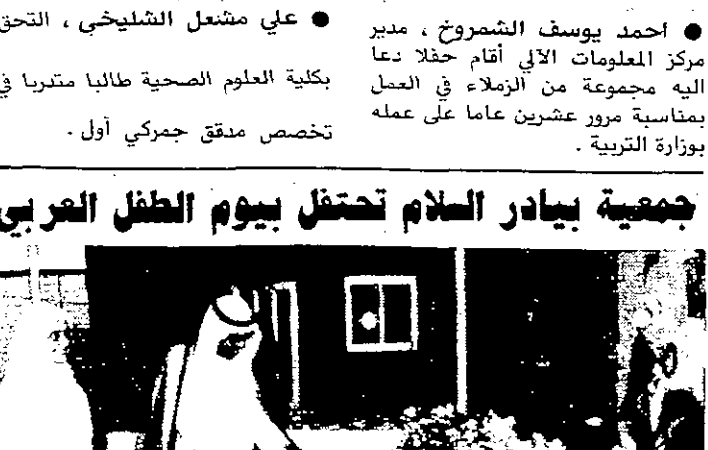 ● احمد يوسف الشمروخ ، مدير
مركز المعلومات الآلي أقام حفلا دعا
اليه مجموعة من الزملاء في العمل
بمناسبة مرور عشرين عاما على عمله
بوزارة التربية .
● علي مشعل الشليخي ، التحق
بكلية العلوم الصحية طالبا متدربا في
تخصص مدقق جمركي أول .
جمعية بيادر السلام تحتفل بيوم الطفل العربي